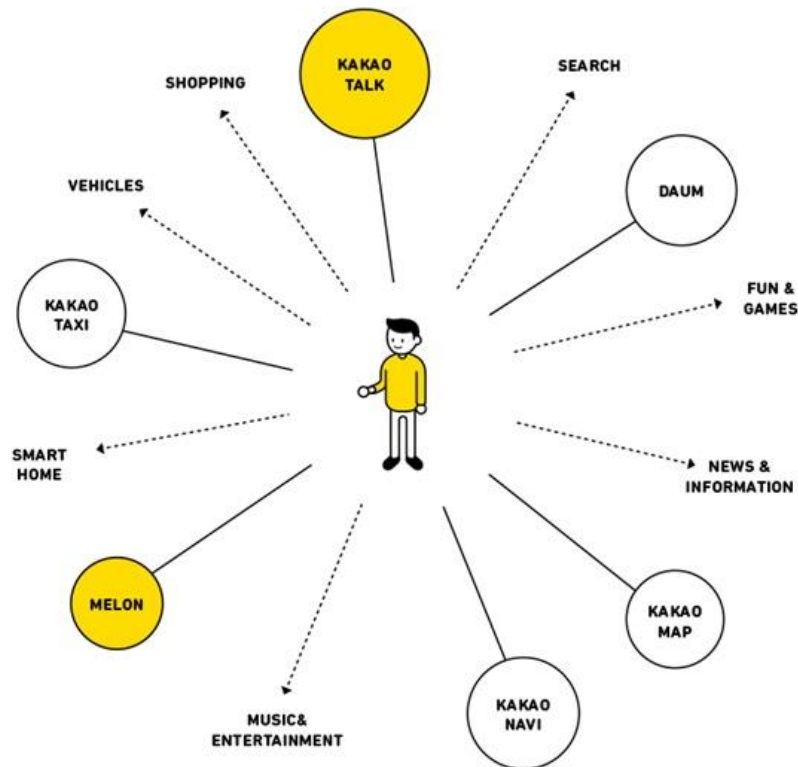 KAKAO
TALK
SHOPPING
SEARCH
VEHICLES
DAUM
KAKAO
TAXI
FUN &
GAMES
SMART
HOME
NEWS &
INFORMATION
MELON
KAKAO
MAP
KAKAO
NAVI
MUSIC&
ENTERTAINMENT